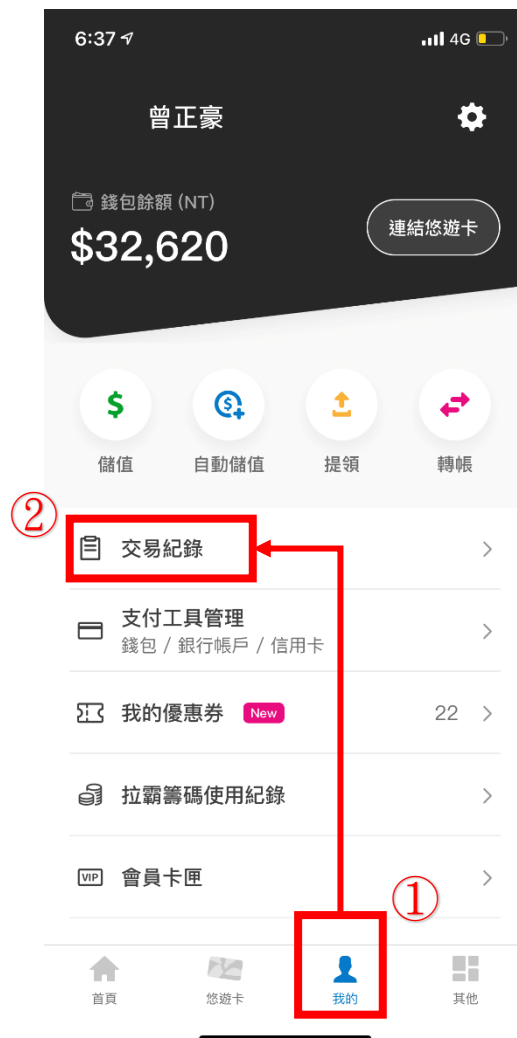 6:37
4G
曾正豪
錢包餘額 (NT)
$32,620
連結悠遊卡
儲值
自動儲值
提領
轉帳
②
交易紀錄
支付工具管理
錢包 / 銀行帳戶 / 信用卡
我的優惠券 New 22
拉霸籌碼使用紀錄
VIP 會員卡匣
①
首頁
悠遊卡
我的
其他